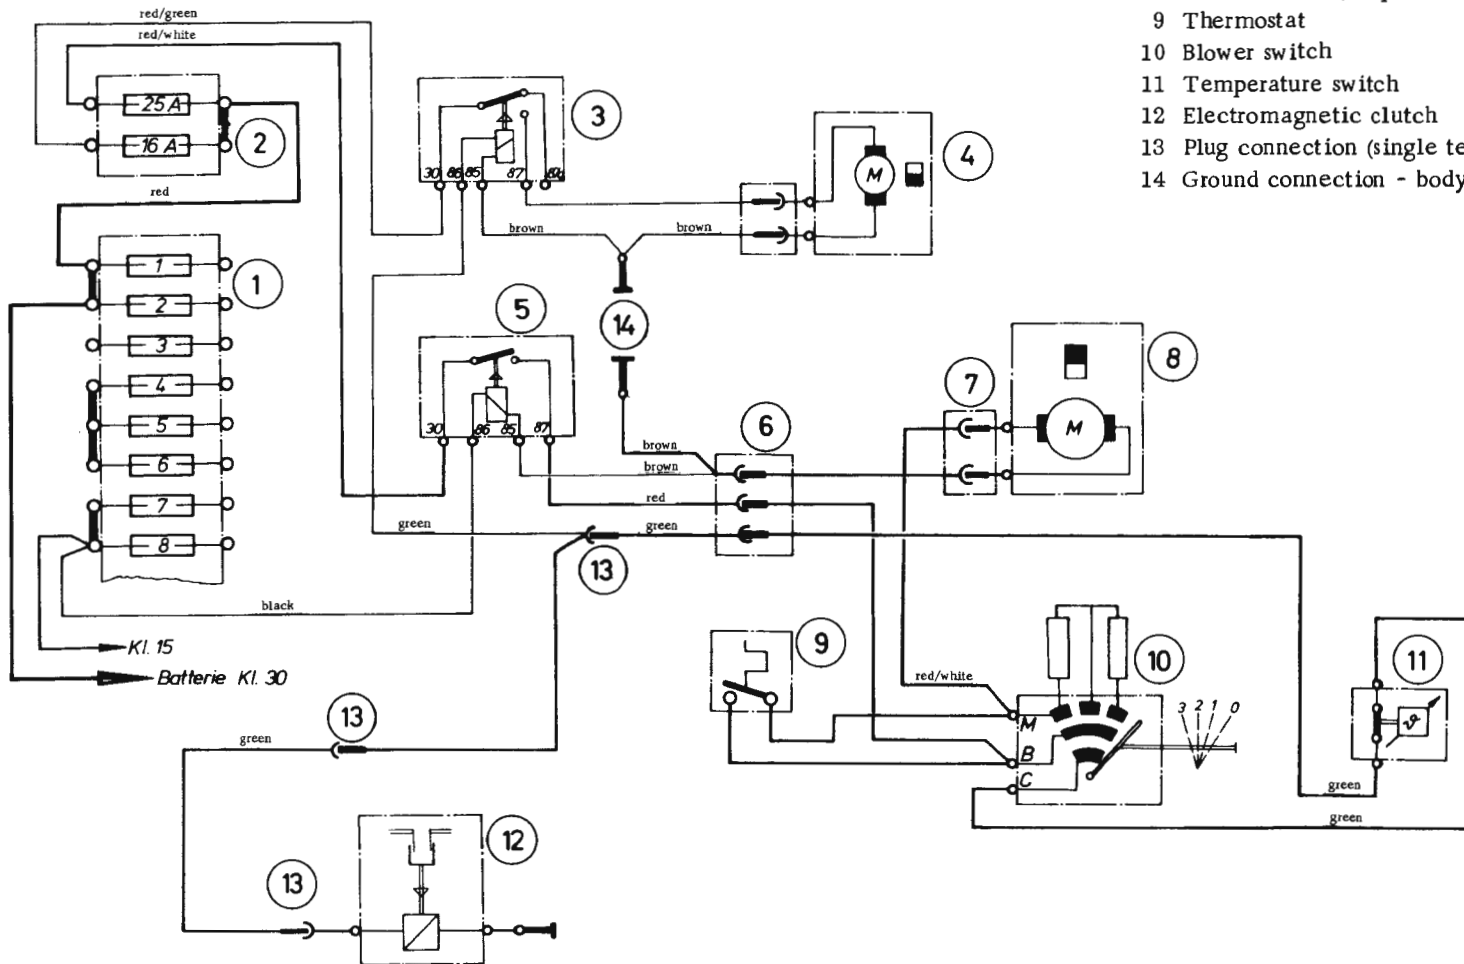 9 Thermostat
10 Blower switch
11 Temperature switch
12 Electromagnetic clutch
13 Plug connection (single te
14 Ground connection - body
red/green
red/white
25 A
16 A
2
red
3
30 86 85 87
4
M
brown
brown
1
1
2
3
4
5
6
7
8
5
14
30 86 85 87
8
7
M
6
brown
brown
red
green
green
13
black
Kl. 15
Batterie Kl. 30
9
10
red/white
M
B
C
3 2 1 0
11
ϑ
green
green
13
green
12
13